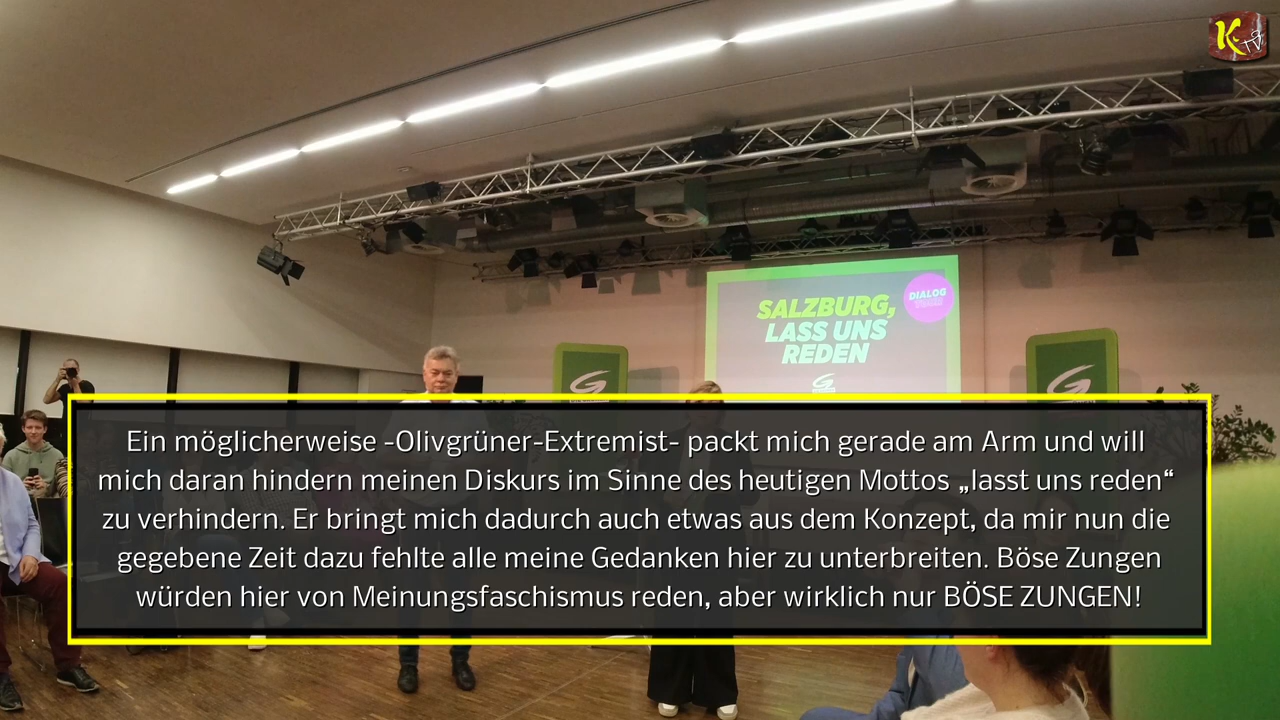 K
TV
DIALOG
SALZBURG,
LASS UNS
REDEN
Ein möglicherweise -Olivgrüner-Extremist- packt mich gerade am Arm und will
mich daran hindern meinen Diskurs im Sinne des heutigen Mottos „lasst uns reden“
zu verhindern. Er bringt mich dadurch auch etwas aus dem Konzept, da mir nun die
gegebene Zeit dazu fehlte alle meine Gedanken hier zu unterbreiten. Böse Zungen
würden hier von Meinungsfaschismus reden, aber wirklich nur BÖSE ZUNGEN!